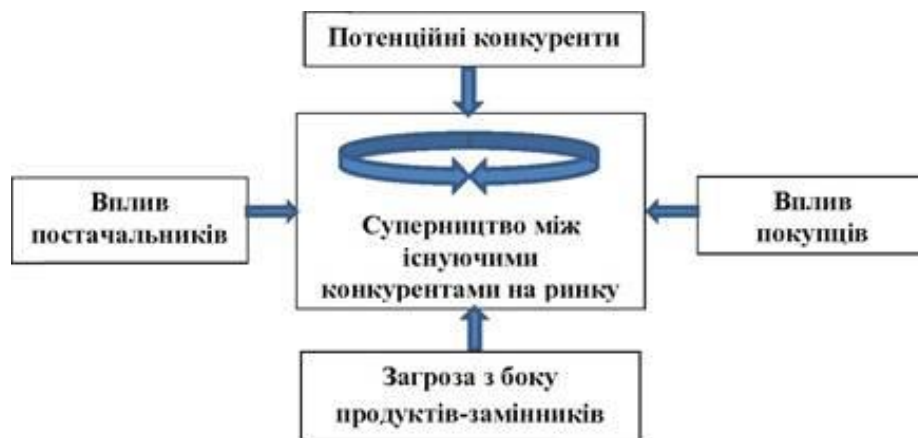 Потенційні конкуренти
Вплив
постачальників
Суперництво між
існуючими
конкурентами на ринку
Вплив
покупців
Загроза з боку
продуктів-замінників